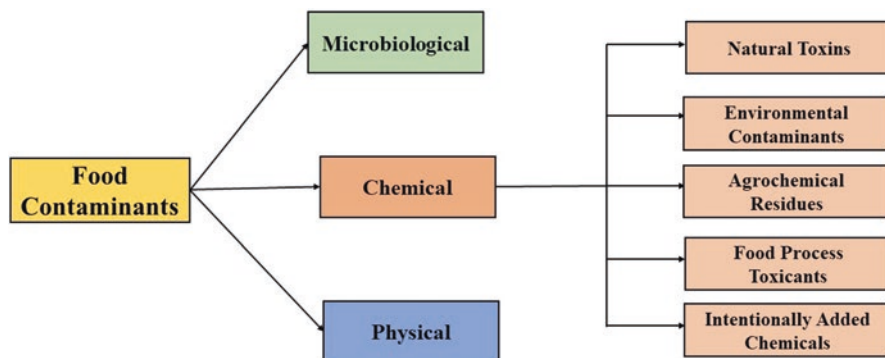 Food
Contaminants
Microbiological
Chemical
Physical
Natural Toxins
Environmental
Contaminants
Agrochemical
Residues
Food Process
Toxicants
Intentionally Added
Chemicals